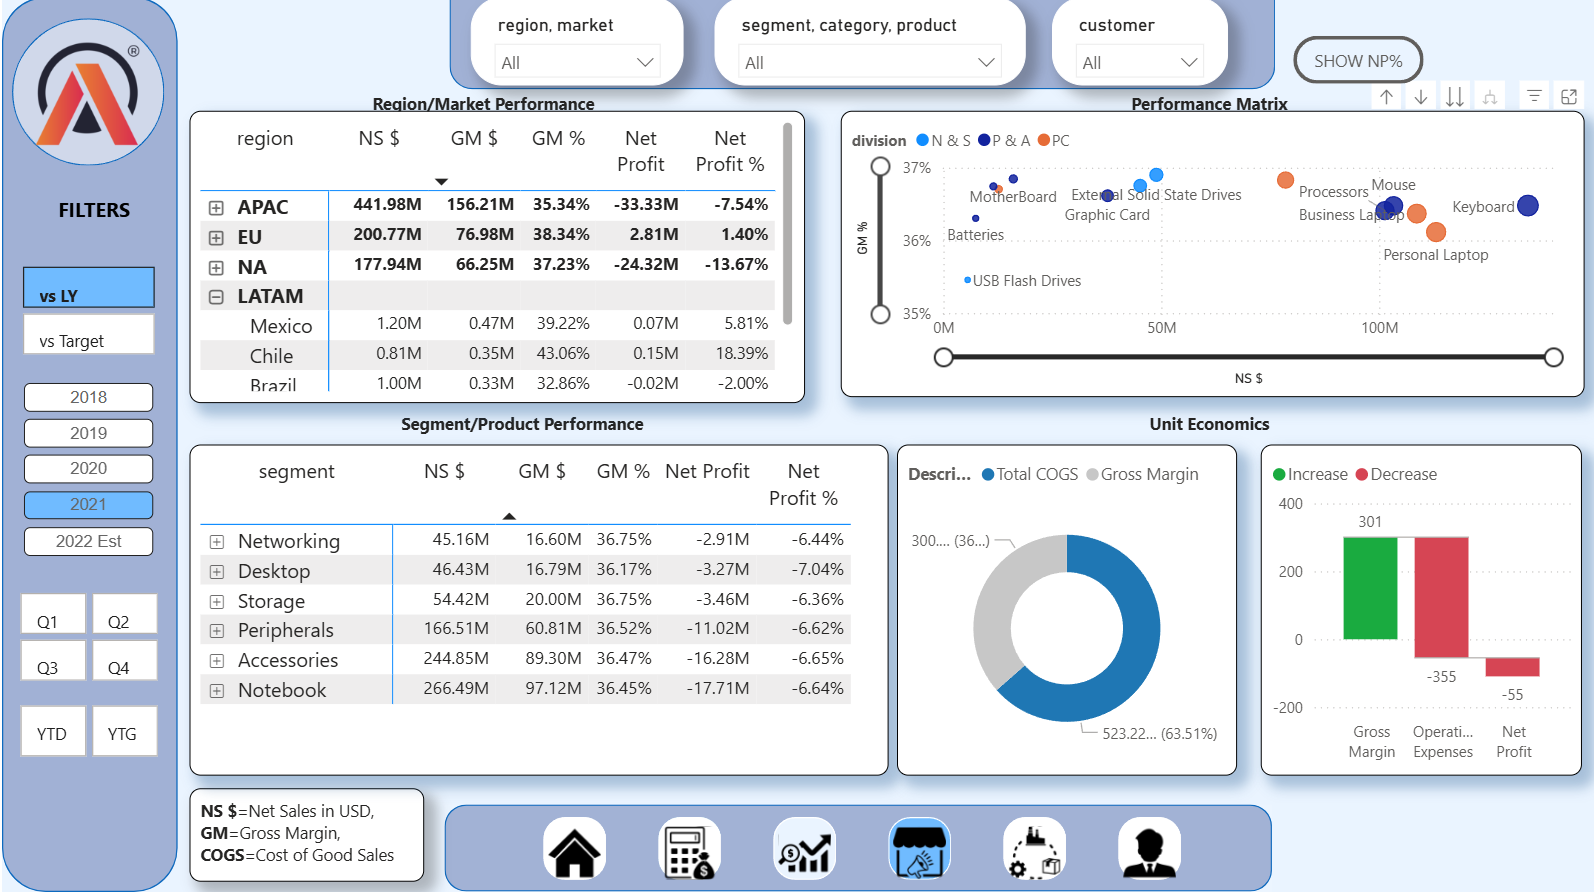 region, market
All
segment, category, product
All
customer
All
SHOW NP%
®
FILTERS
vs LY
vs Target
2018
2019
2020
2021
2022 Est
Q1 Q2
Q3 Q4
YTD YTG
Region/Market Performance
region NS $ GM $ GM % Net Profit Net Profit %
APAC 441.98M 156.21M 35.34% -33.33M -7.54%
EU 200.77M 76.98M 38.34% 2.81M 1.40%
NA 177.94M 66.25M 37.23% -24.32M -13.67%
LATAM
Mexico 1.20M 0.47M 39.22% 0.07M 5.81%
Chile 0.81M 0.35M 43.06% 0.15M 18.39%
Brazil 1.00M 0.33M 32.86% -0.02M -2.00%
Performance Matrix
division N & S P & A PC
37%
36%
35%
GM %
MotherBoard
External Solid State Drives
Graphic Card
Batteries
USB Flash Drives
Processors
Mouse
Business Laptop
Keyboard
Personal Laptop
0M 50M 100M
NS $
Segment/Product Performance
segment NS $ GM $ GM % Net Profit Net Profit %
Networking 45.16M 16.60M 36.75% -2.91M -6.44%
Desktop 46.43M 16.79M 36.17% -3.27M -7.04%
Storage 54.42M 20.00M 36.75% -3.46M -6.36%
Peripherals 166.51M 60.81M 36.52% -11.02M -6.62%
Accessories 244.85M 89.30M 36.47% -16.28M -6.65%
Notebook 266.49M 97.12M 36.45% -17.71M -6.64%
Unit Economics
Descri... Total COGS Gross Margin
300.... (36...)
523.22... (63.51%)
Increase Decrease
400
200
0
-200
301
-355
-55
Gross Margin
Operati... Expenses
Net Profit
NS $=Net Sales in USD,
GM=Gross Margin,
COGS=Cost of Good Sales